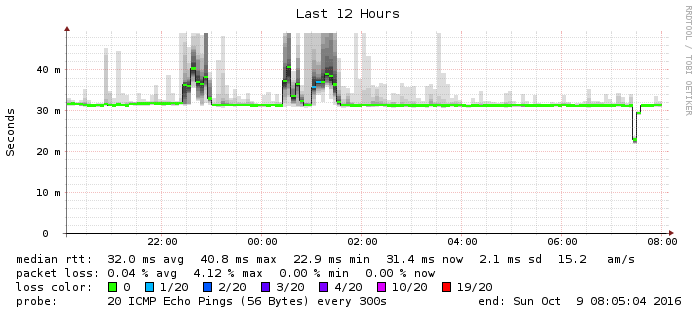 Last 12 Hours
RRDTOOL / TOBI OETIKER
Seconds
40 m
30 m
20 m
10 m
0
22:00 00:00 02:00 04:00 06:00 08:00
median rtt: 32.0 ms avg 40.8 ms max 22.9 ms min 31.4 ms now 2.1 ms sd 15.2 am/s
packet loss: 0.04 % avg 4.12 % max 0.00 % min 0.00 % now
loss color: 0 1/20 2/20 3/20 4/20 10/20 19/20
probe: 20 ICMP Echo Pings (56 Bytes) every 300s end: Sun Oct 9 08:05:04 2016